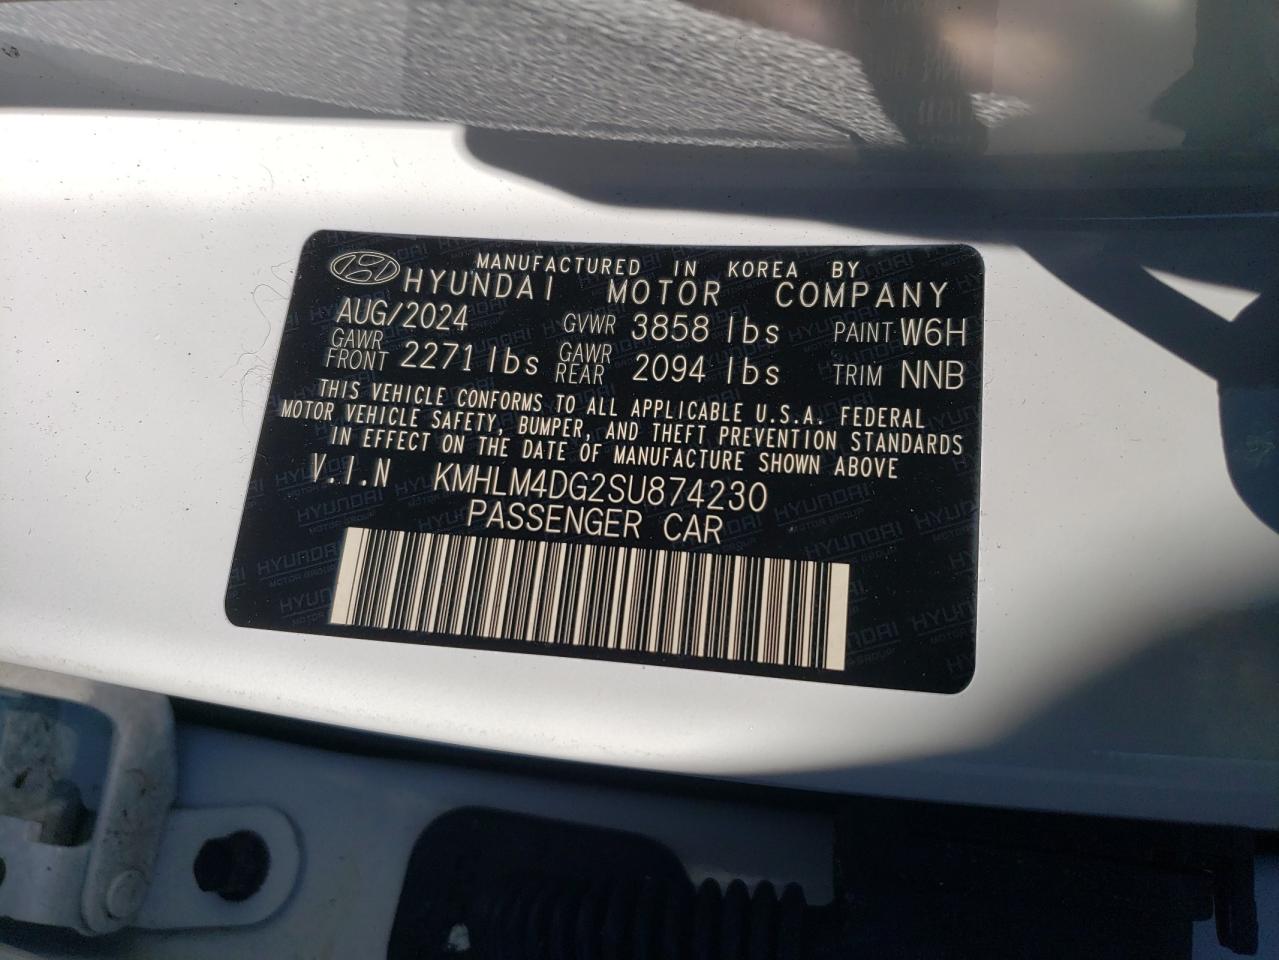 MANUFACTURED IN KOREA BY
HYUNDAI MOTOR COMPANY
AUG/2024 GVWR 3858 lbs PAINT W6H
GAWR FRONT 2271 lbs GAWR REAR 2094 lbs TRIM NNB
THIS VEHICLE CONFORMS TO ALL APPLICABLE U.S.A. FEDERAL
MOTOR VEHICLE SAFETY, BUMPER, AND THEFT PREVENTION STANDARDS
IN EFFECT ON THE DATE OF MANUFACTURE SHOWN ABOVE
V.I.N KMHLM4DG2SU874230
PASSENGER CAR